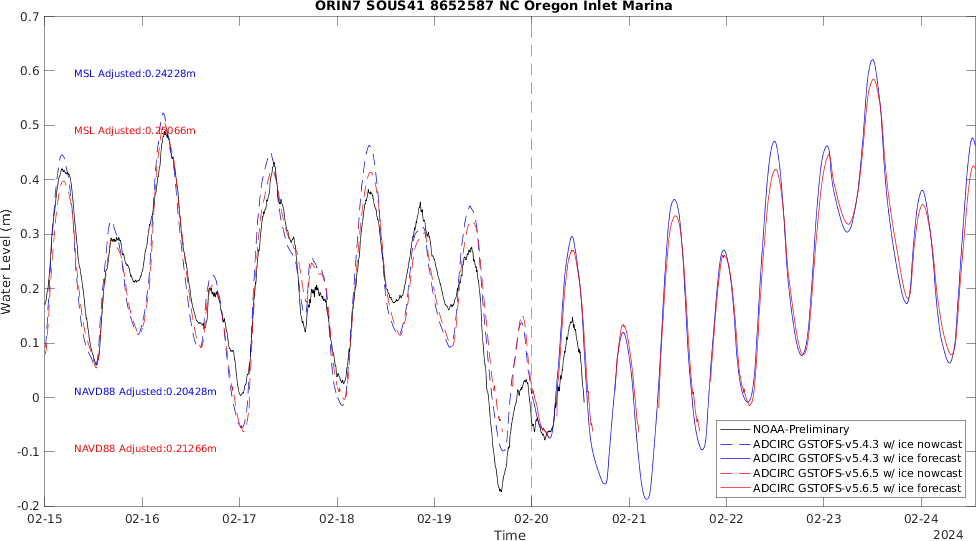 ORIN7 SOUS41 8652587 NC Oregon Inlet Marina
0.7
0.6
0.5
0.4
0.3
0.2
0.1
0
-0.1
-0.2
Water Level (m)
MSL Adjusted:0.24228m
MSL Adjusted:0.25066m
NAVD88 Adjusted:0.20428m
NAVD88 Adjusted:0.21266m
NOAA-Preliminary
ADCIRC GSTOFS-v5.4.3 w/ ice nowcast
ADCIRC GSTOFS-v5.4.3 w/ ice forecast
ADCIRC GSTOFS-v5.6.5 w/ ice nowcast
ADCIRC GSTOFS-v5.6.5 w/ ice forecast
02-15 02-16 02-17 02-18 02-19 02-20 02-21 02-22 02-23 02-24
Time
2024